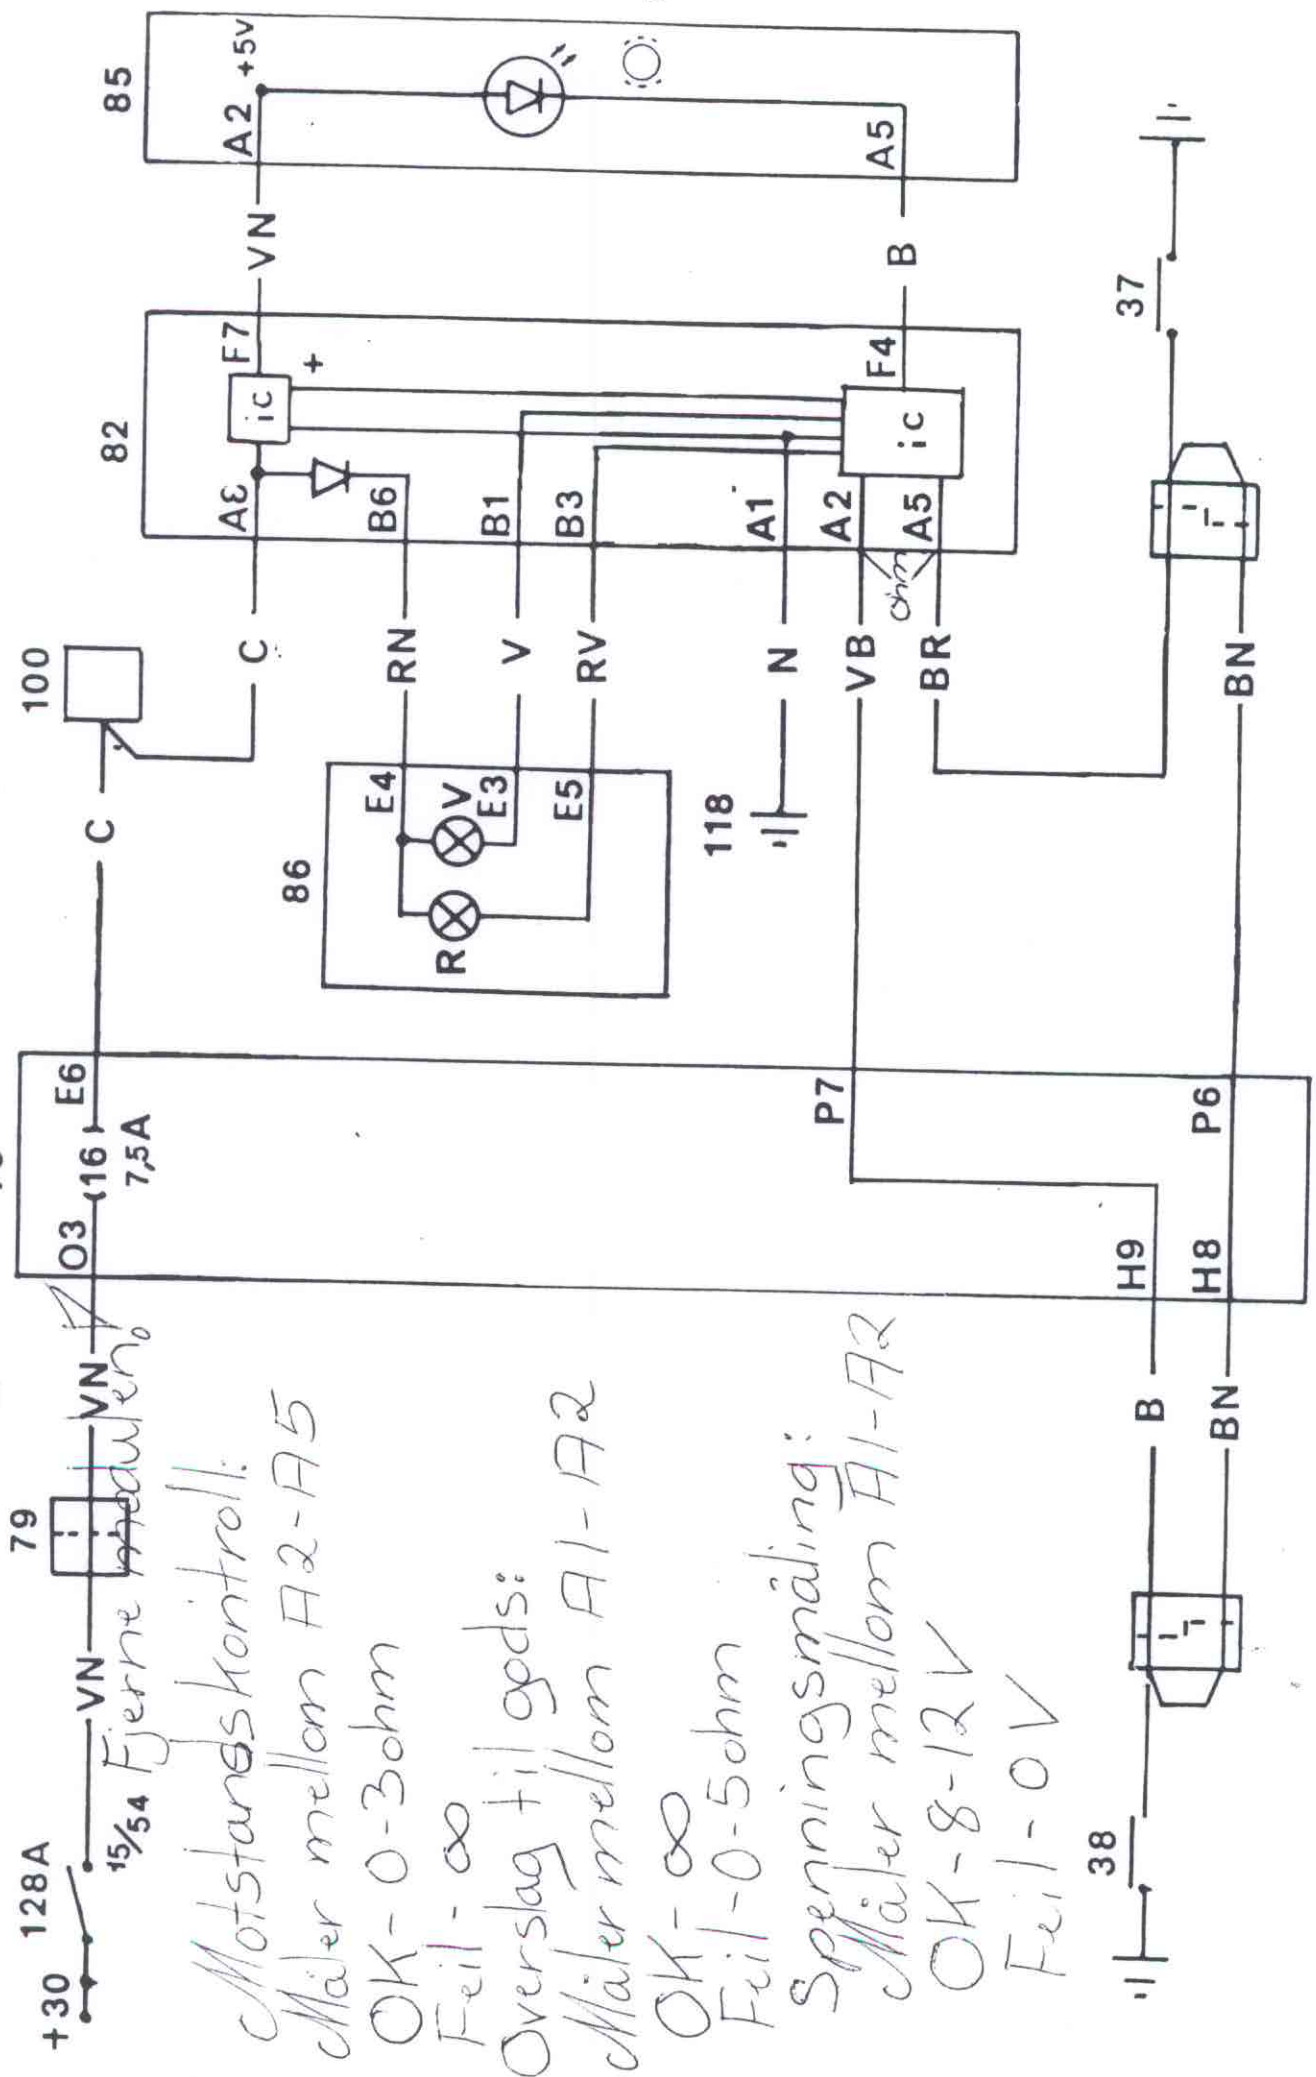 85
A2
+5V
A5
VN
B
82
A3
F7
ic
+
B6
B1
B3
A1
A2
A5
F4
ic
ohm
37
100
C
C
RN
V
RV
N
VB
BR
BN
86
E4
V
E3
R
E5
118
O3
16
E6
7,5A
P7
P6
H9
H8
+30
128A
15/54
VN
79
VN
B
BN
38
Fjerne modulen
Motstandskontroll:
Måler mellom A2-A5
OK - 0-3ohm
Feil - ∞
Overslag til gods:
Måler mellom A1-A2
OK - ∞
Feil - 0-5ohm
Spenningsmåling:
Måler mellom A1-A2
OK - 8-12V
Feil - 0V